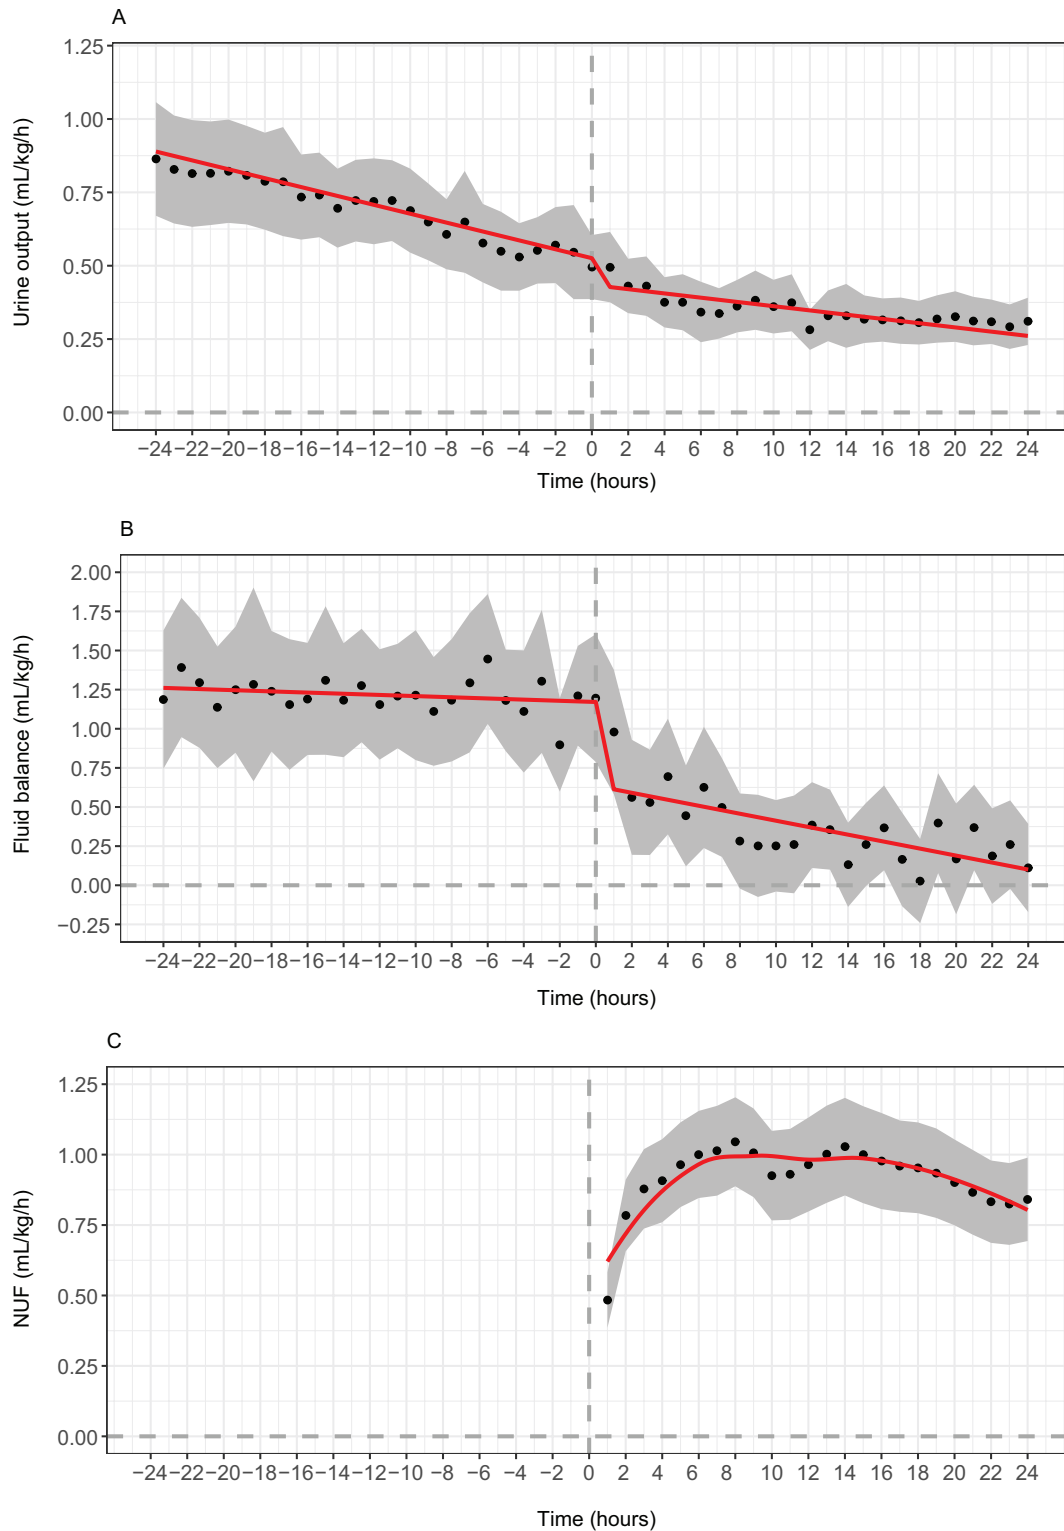 A
1.25
1.00
0.75
0.50
0.25
0.00
Urine output (mL/kg/h)
−24 −22 −20 −18 −16 −14 −12 −10 −8 −6 −4 −2 0 2 4 6 8 10 12 14 16 18 20 22 24
Time (hours)
B
2.00
1.75
1.50
1.25
1.00
0.75
0.50
0.25
0.00
−0.25
Fluid balance (mL/kg/h)
−24 −22 −20 −18 −16 −14 −12 −10 −8 −6 −4 −2 0 2 4 6 8 10 12 14 16 18 20 22 24
Time (hours)
C
1.25
1.00
0.75
0.50
0.25
0.00
NUF (mL/kg/h)
−24 −22 −20 −18 −16 −14 −12 −10 −8 −6 −4 −2 0 2 4 6 8 10 12 14 16 18 20 22 24
Time (hours)